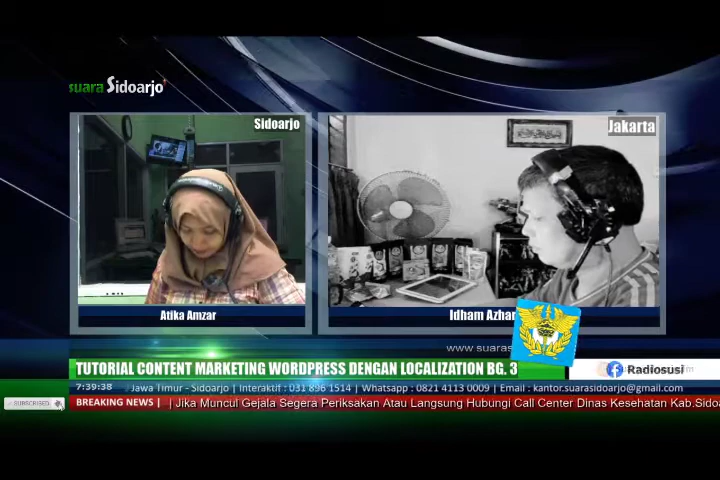 suara Sidoarjo
Sidoarjo
Jakarta
Atika Amzar
Idham Azhar
www.suaras
TUTORIAL CONTENT MARKETING WORDPRESS DENGAN LOCALIZATION BG. 3
Radiosusi
7:39:38
Jawa Timur - Sidoarjo | Interaktif : 031 896 1514 | Whatsapp : 0821 4113 0009 | Email : kantor.suarasidoarjo@gmail.com
SUBSCRIBED
BREAKING NEWS | | Jika Muncul Gejala Segera Periksakan Atau Langsung Hubungi Call Center Dinas Kesehatan Kab.Sidoa